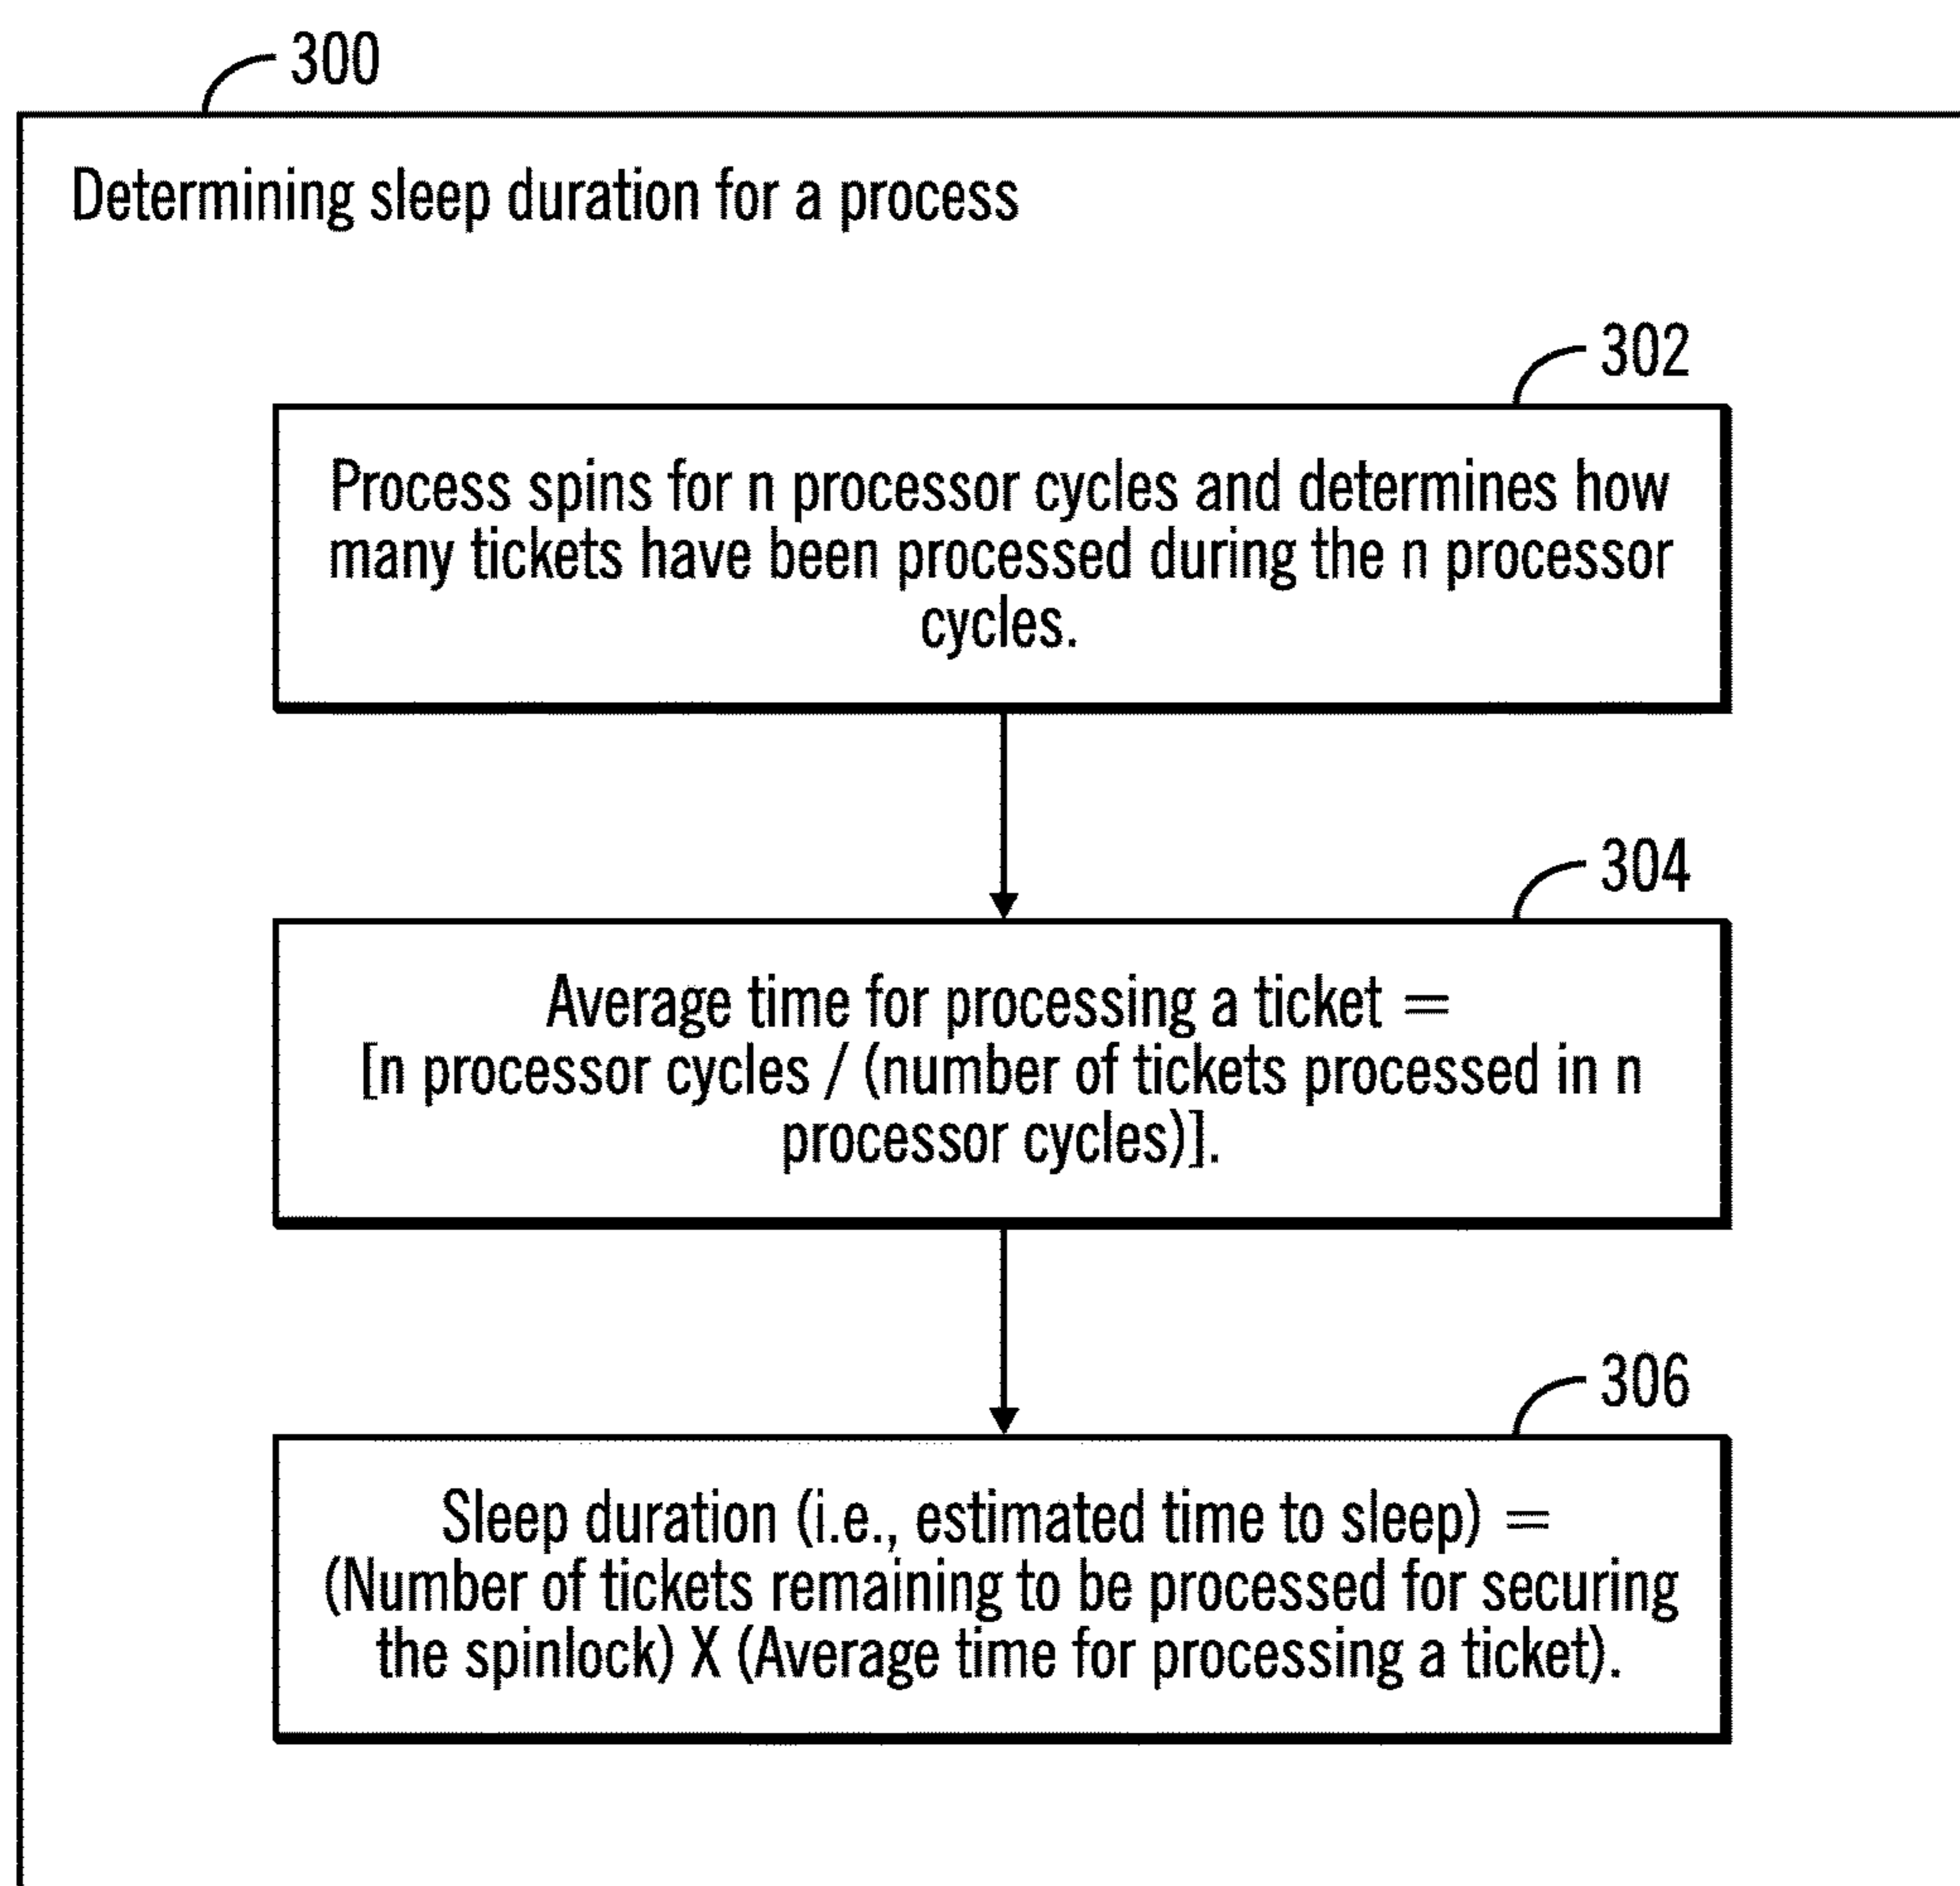 300
Determining sleep duration for a process
302
Process spins for n processor cycles and determines how
many tickets have been processed during the n processor
cycles.
304
Average time for processing a ticket =
[n processor cycles / (number of tickets processed in n
processor cycles)].
306
Sleep duration (i.e., estimated time to sleep) =
(Number of tickets remaining to be processed for securing
the spinlock) X (Average time for processing a ticket).